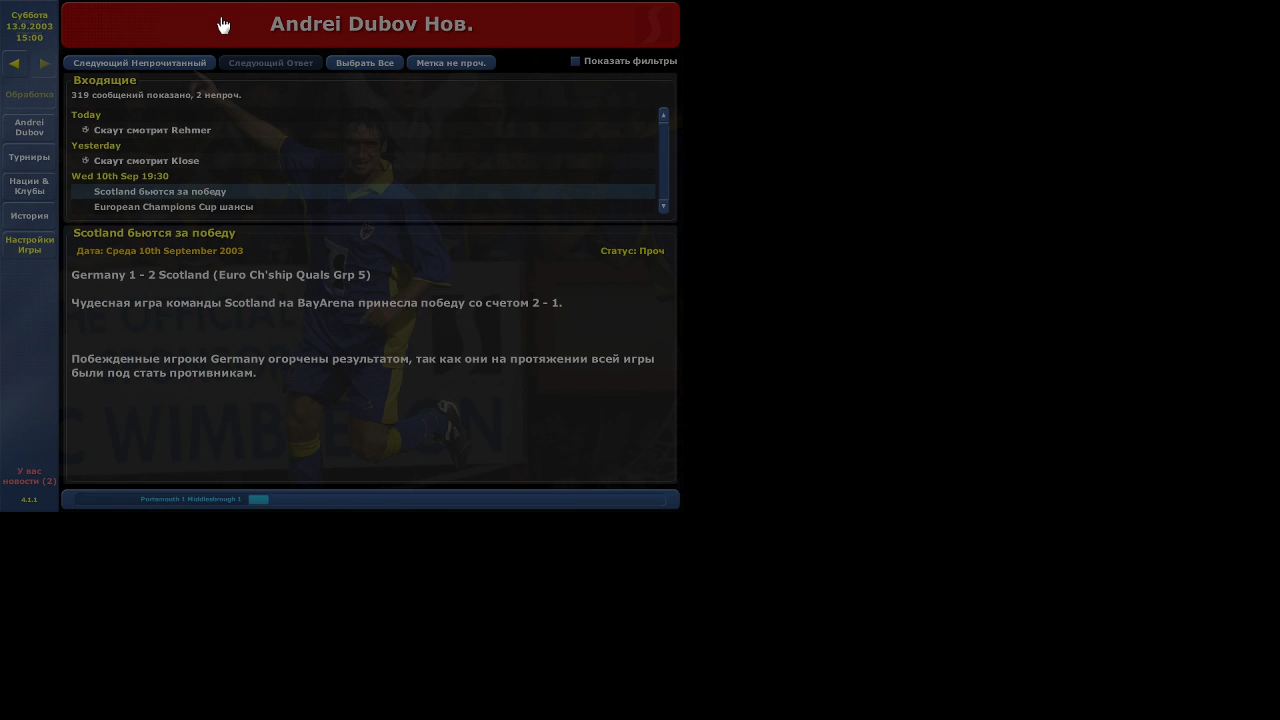 Суббота
13.9.2003
15:00
Andrei Dubov Нов.
Следующий Непрочитанный
Следующий Ответ
Выбрать Все
Метка не проч.
Показать фильтры
Обработка
Andrei
Dubov
Турниры
Нации &
Клубы
История
Настройки
Игры
У вас
новости (2)
4.1.1
Входящие
319 сообщений показано, 2 непроч.
Today
Скаут смотрит Rehmer
Yesterday
Скаут смотрит Klose
Wed 10th Sep 19:30
Scotland бьются за победу
European Champions Cup шансы
Scotland бьются за победу
Дата: Среда 10th September 2003
Статус: Проч
Germany 1 - 2 Scotland (Euro Ch'ship Quals Grp 5)
Чудесная игра команды Scotland на BayArena принесла победу со счетом 2 - 1.
Побежденные игроки Germany огорчены результатом, так как они на протяжении всей игры
были под стать противникам.
Portsmouth 1 Middlesbrough 1